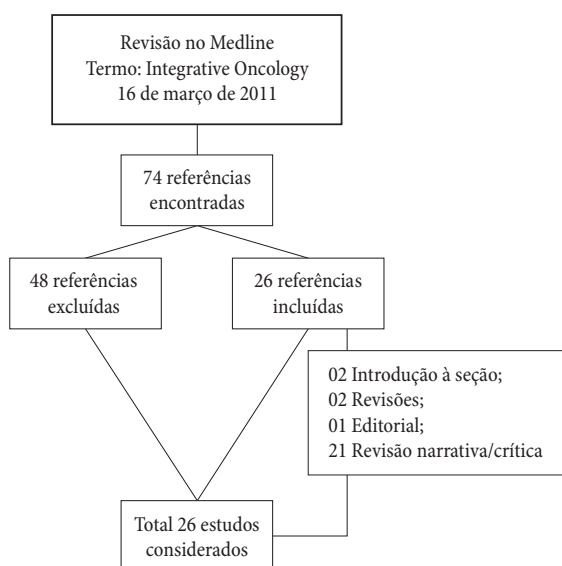 Revisão no Medline
Termo: Integrative Oncology
16 de março de 2011
74 referências
encontradas
48 referências
excluídas
26 referências
incluídas
02 Introdução à seção;
02 Revisões;
01 Editorial;
21 Revisão narrativa/crítica
Total 26 estudos
considerados